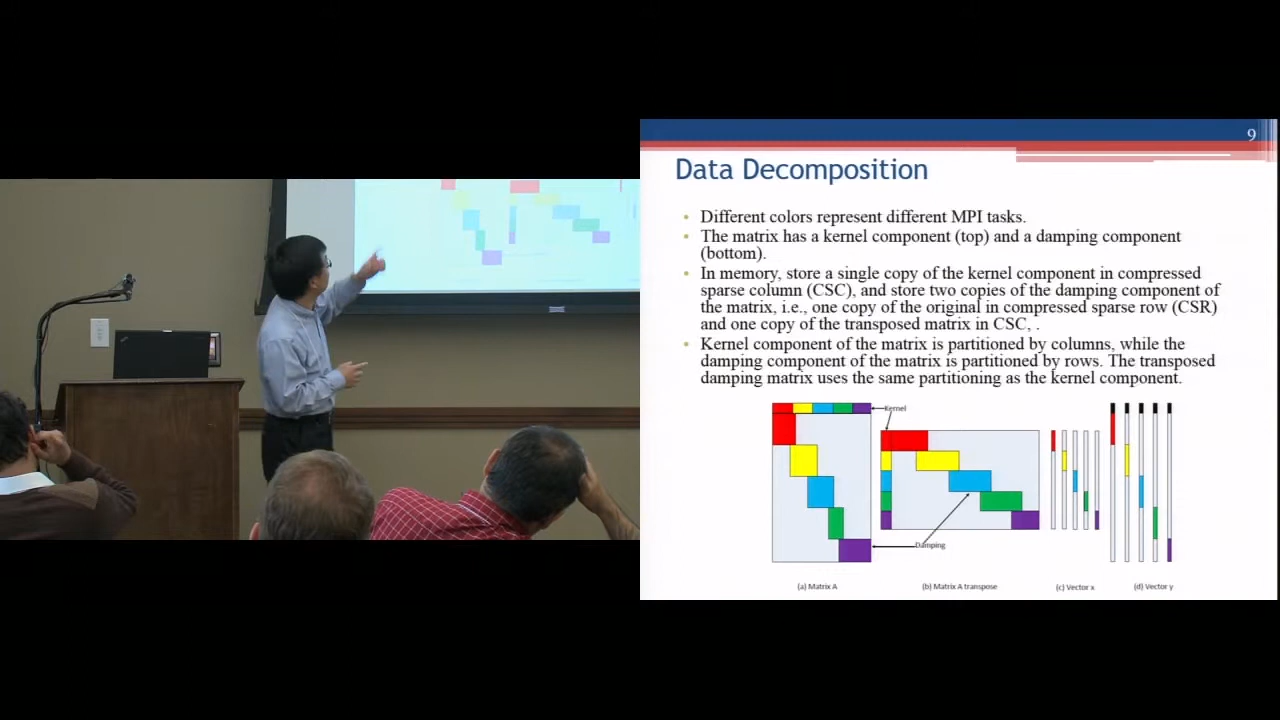 9
Data Decomposition
Different colors represent different MPI tasks.
The matrix has a kernel component (top) and a damping component
(bottom).
In memory, store a single copy of the kernel component in compressed
sparse column (CSC), and store two copies of the damping component of
the matrix, i.e., one copy of the original in compressed sparse row (CSR)
and one copy of the transposed matrix in CSC, .
Kernel component of the matrix is partitioned by columns, while the
damping component of the matrix is partitioned by rows. The transposed
damping matrix uses the same partitioning as the kernel component.
Kernel
Damping
(a) Matrix A
(b) Matrix A transpose
(c) Vector x
(d) Vector y